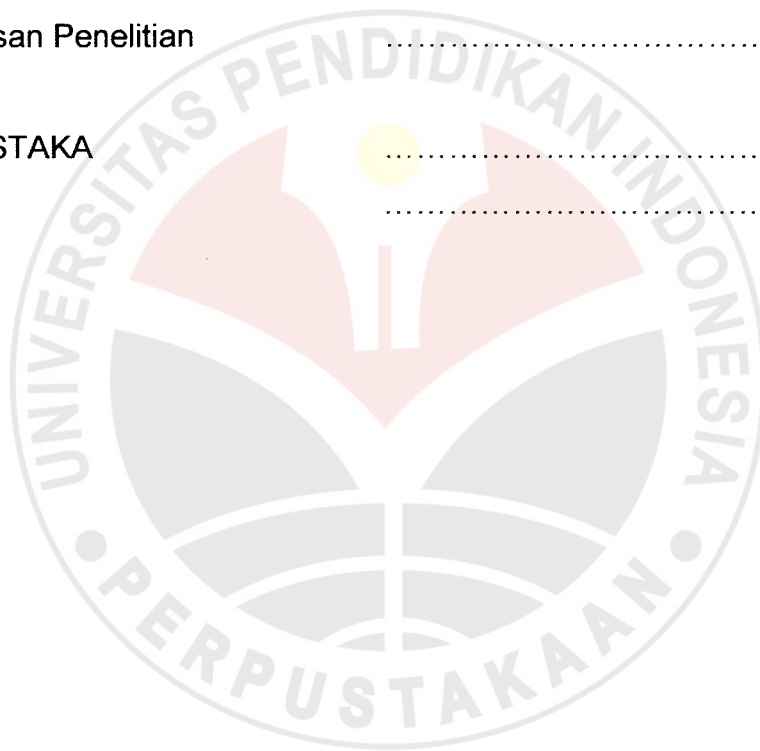 san Penelitian ................................
STAKA ................................
................................
UNIVERSITAS PENDIDIKAN INDONESIA
• PERPUSTAKAAN •